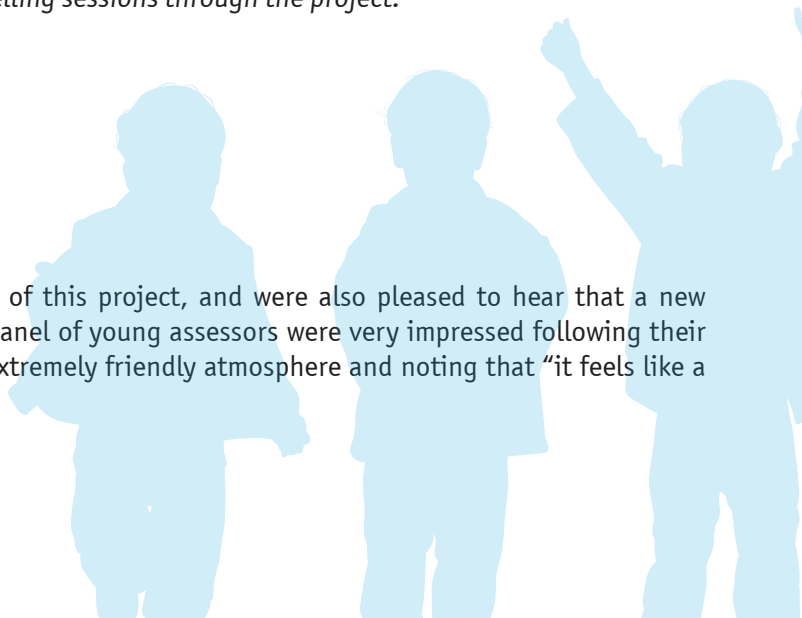 elling sessions through the project.
of this project, and were also pleased to hear that a new
anel of young assessors were very impressed following their
xtremely friendly atmosphere and noting that “it feels like a